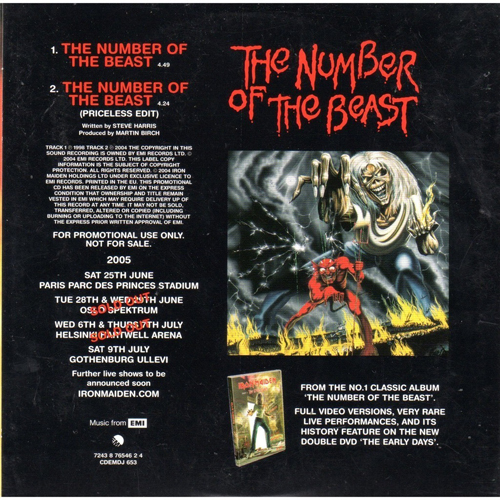 1. THE NUMBER OF
THE BEAST 4.49
2. THE NUMBER OF
THE BEAST 4.24
(PRICELESS EDIT)
Written by STEVE HARRIS
Produced by MARTIN BIRCH
TRACK 1 ℗ 1998 TRACK 2 ℗ 2004 THE COPYRIGHT IN THIS
SOUND RECORDING IS OWNED BY EMI RECORDS LTD. ©
2004 EMI RECORDS LTD. THIS LABEL COPY
INFORMATION IS THE SUBJECT OF COPYRIGHT
PROTECTION. ALL RIGHTS RESERVED. © 2004 IRON
MAIDEN HOLDINGS LTD UNDER EXCLUSIVE LICENCE TO
EMI RECORDS. PRINTED IN THE EU. THIS PROMOTIONAL
CD HAS BEEN RELEASED BY EMI ON THE EXPRESS
CONDITION THAT OWNERSHIP AND TITLE REMAIN
VESTED IN EMI WHICH MAY REQUIRE DELIVERY UP OF
THIS RECORD AT ANY TIME. IT MAY NOT BE SOLD,
TRANSFERRED, ALTERED OR COPIED (INCLUDING
BURNING OR UPLOADING TO THE INTERNET) WITHOUT
THE EXPRESS PRIOR WRITTEN APPROVAL OF EMI.
FOR PROMOTIONAL USE ONLY.
NOT FOR SALE.
2005
SAT 25TH JUNE
PARIS PARC DES PRINCES STADIUM
TUE 28TH & WED 29TH JUNE
OSLO SPEKTRUM
SOLD OUT
WED 6TH & THURS 7TH JULY
HELSINKI HARTWELL ARENA
SOLD OUT
SAT 9TH JULY
GOTHENBURG ULLEVI
Further live shows to be
announced soon
IRONMAIDEN.COM
Music from EMI
7243 8 76546 2 4
CDEMDJ 653
THE NUMBER
OF THE BEAST
FROM THE NO.1 CLASSIC ALBUM
'THE NUMBER OF THE BEAST'.
FULL VIDEO VERSIONS, VERY RARE
LIVE PERFORMANCES, AND ITS
HISTORY FEATURE ON THE NEW
DOUBLE DVD 'THE EARLY DAYS'.
IRON MAIDEN